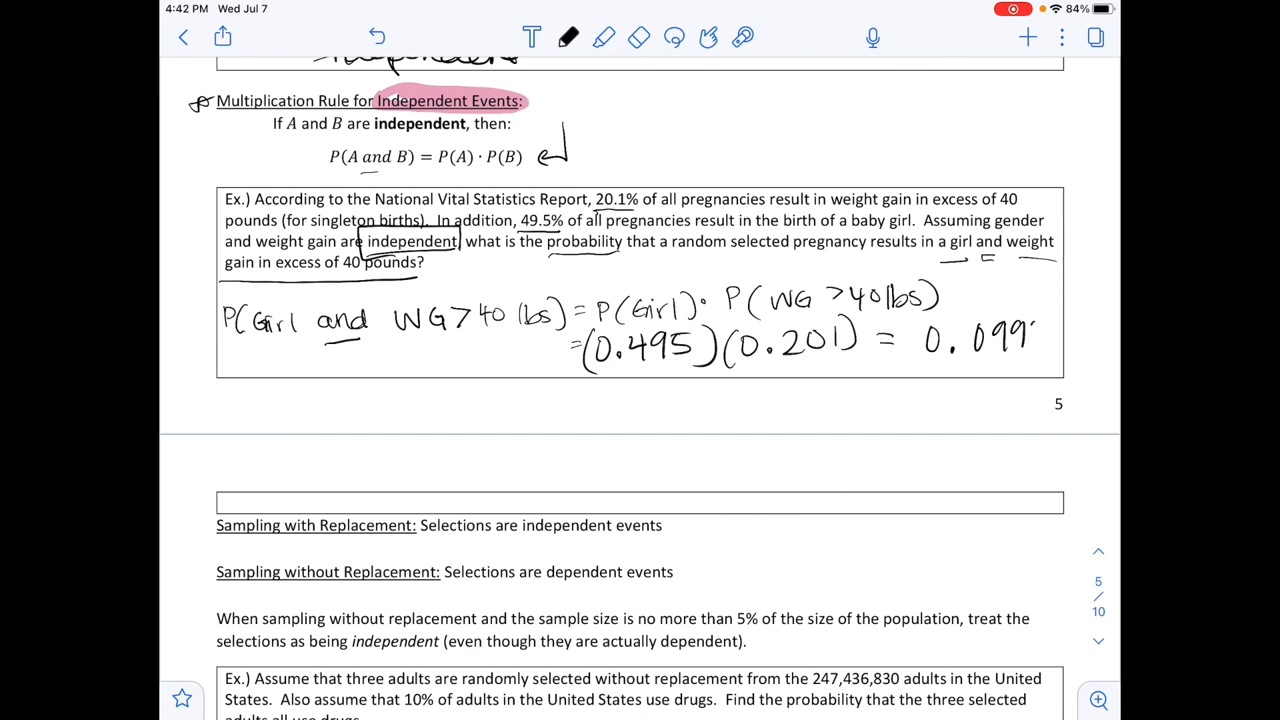 4:42 PM Wed Jul 7
84%
Multiplication Rule for Independent Events:
If A and B are independent, then:
P(A and B) = P(A) · P(B)
Ex.) According to the National Vital Statistics Report, 20.1% of all pregnancies result in weight gain in excess of 40
pounds (for singleton births). In addition, 49.5% of all pregnancies result in the birth of a baby girl. Assuming gender
and weight gain are independent, what is the probability that a random selected pregnancy results in a girl and weight
gain in excess of 40 pounds?
P(Girl and WG > 40 lbs) = P(Girl) · P(WG > 40 lbs)
= (0.495)(0.201) = 0.099
5
Sampling with Replacement: Selections are independent events
Sampling without Replacement: Selections are dependent events
5
/
10
When sampling without replacement and the sample size is no more than 5% of the size of the population, treat the
selections as being independent (even though they are actually dependent).
Ex.) Assume that three adults are randomly selected without replacement from the 247,436,830 adults in the United
States. Also assume that 10% of adults in the United States use drugs. Find the probability that the three selected
adults all use drugs.